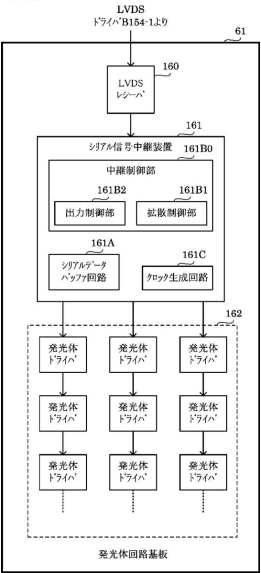 LVDS
ドライバB154-1より
61
160
LVDS
レシーバ
161
シリアル信号中継装置
161B0
中継制御部
161B2
161B1
出力制御部
拡散制御部
161A
161C
シリアルデータ
バッファ回路
クロック生成回路
162
発光体
ドライバ
発光体
ドライバ
発光体
ドライバ
発光体
ドライバ
発光体
ドライバ
発光体
ドライバ
発光体
ドライバ
発光体
ドライバ
発光体
ドライバ
発光体回路基板